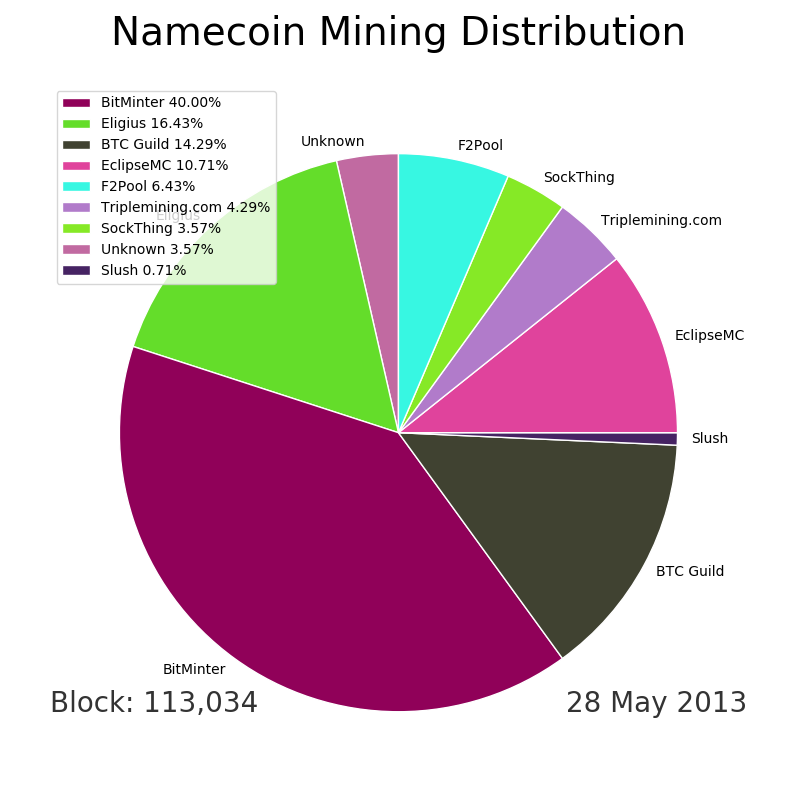 Namecoin Mining Distribution
BitMinter 40.00%
Eligius 16.43%
BTC Guild 14.29%
EclipseMC 10.71%
F2Pool 6.43%
Triplemining.com 4.29%
SockThing 3.57%
Unknown 3.57%
Slush 0.71%
Unknown
F2Pool
SockThing
Triplemining.com
Eligius
EclipseMC
Slush
BTC Guild
BitMinter
Block: 113,034
28 May 2013